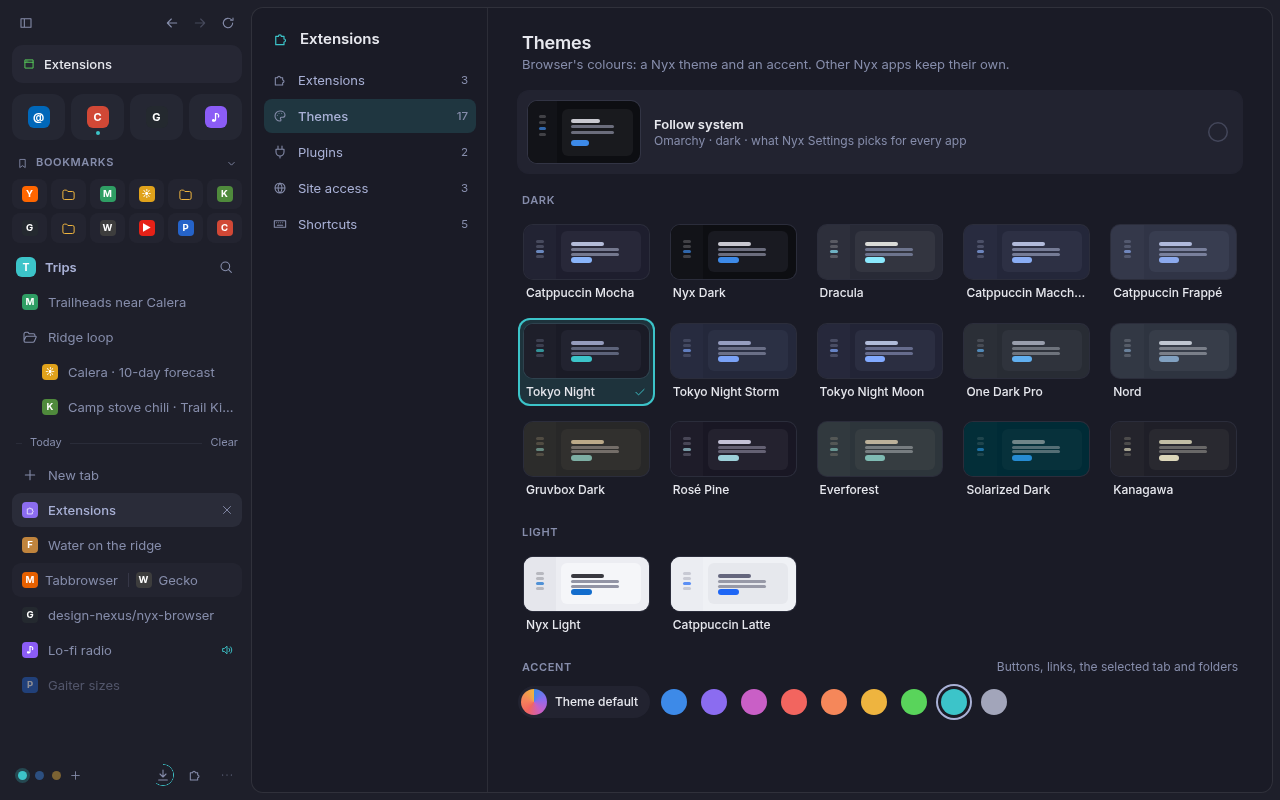 Extensions
@
C
G
BOOKMARKS
Y
M
K
G
W
P
C
T
Trips
M
Trailheads near Calera
Ridge loop
Calera · 10-day forecast
K
Camp stove chili · Trail Ki...
Today
Clear
New tab
Extensions
F
Water on the ridge
M
Tabbrowser
W
Gecko
G
design-nexus/nyx-browser
Lo-fi radio
P
Gaiter sizes
Extensions
Extensions
3
Themes
17
Plugins
2
Site access
3
Shortcuts
5
Themes
Browser's colours: a Nyx theme and an accent. Other Nyx apps keep their own.
Follow system
Omarchy · dark · what Nyx Settings picks for every app
DARK
Catppuccin Mocha
Nyx Dark
Dracula
Catppuccin Macch...
Catppuccin Frappé
Tokyo Night
Tokyo Night Storm
Tokyo Night Moon
One Dark Pro
Nord
Gruvbox Dark
Rosé Pine
Everforest
Solarized Dark
Kanagawa
LIGHT
Nyx Light
Catppuccin Latte
ACCENT
Buttons, links, the selected tab and folders
Theme default